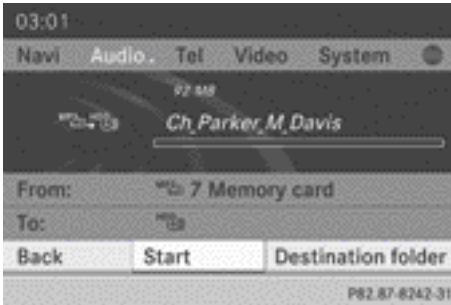 03:01
Navi Audio. Tel Video System
92 MB
Ch_Parker_M_Davis
From: 7 Memory card
To:
Back Start Destination folder
P82.87-8242-31